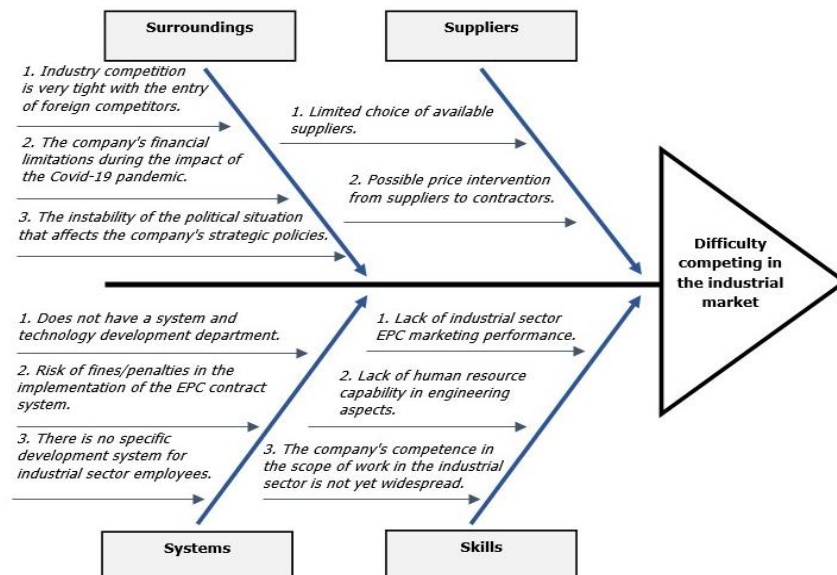 Surroundings
Suppliers
1. Industry competition
is very tight with the entry
of foreign competitors.
2. The company's financial
limitations during the impact of
the Covid-19 pandemic.
3. The instability of the political situation
that affects the company's strategic policies.
1. Limited choice of available
suppliers.
2. Possible price intervention
from suppliers to contractors.
Difficulty
competing in
the industrial
market
1. Does not have a system and
technology development department.
2. Risk of fines/penalties in the
implementation of the EPC contract
system.
3. There is no specific
development system for
industrial sector employees.
1. Lack of industrial sector
EPC marketing performance.
2. Lack of human resource
capability in engineering
aspects.
3. The company's competence in
the scope of work in the industrial
sector is not yet widespread.
Systems
Skills